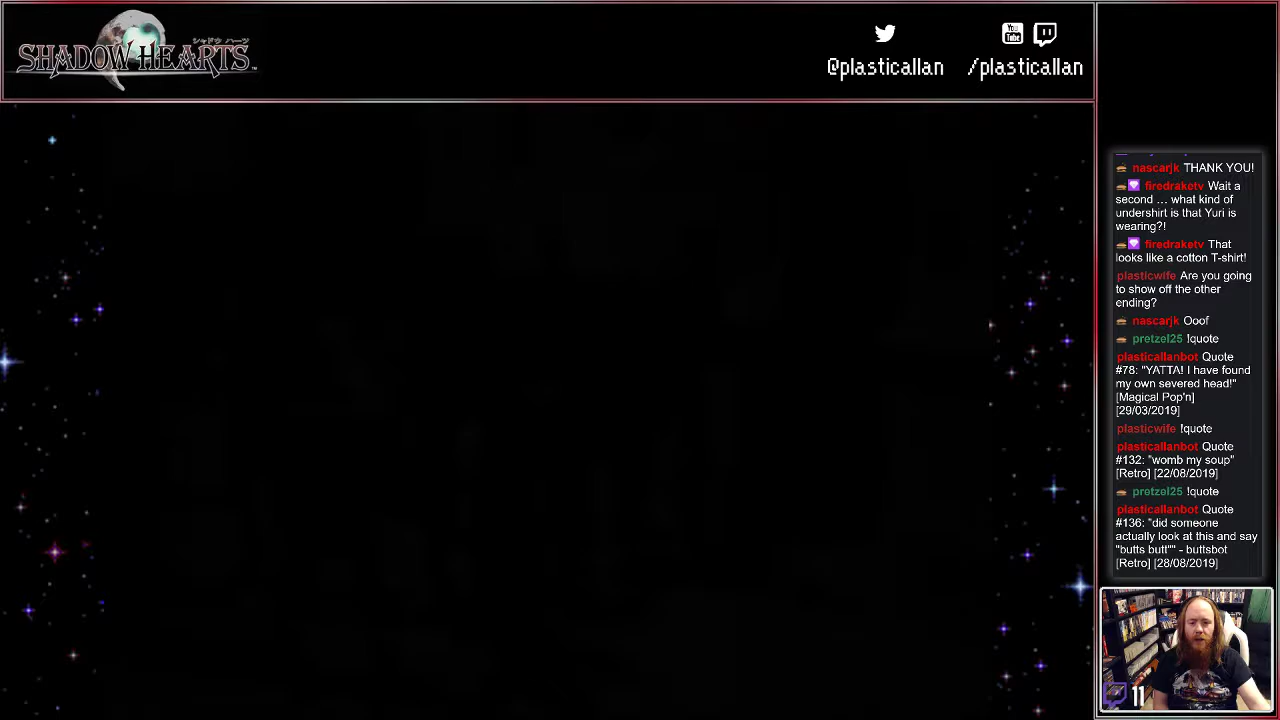 シャドウ ハーツ
SHADOW HEARTS
You
Tube
@plasticallan
/plasticallan
nascarjk THANK YOU!
firedraketv Wait a
second … what kind of
undershirt is that Yuri is
wearing?!
firedraketv That
looks like a cotton T-shirt!
plasticwife Are you going
to show off the other
ending?
nascarjk Ooof
pretzel25 !quote
plasticallanbot Quote
#78: "YATTA! I have found
my own severed head!"
[Magical Pop'n]
[29/03/2019]
plasticwife !quote
plasticallanbot Quote
#132: "womb my soup"
[Retro] [22/08/2019]
pretzel25 !quote
plasticallanbot Quote
#136: "did someone
actually look at this and say
"butts butt"" - buttsbot
[Retro] [28/08/2019]
11